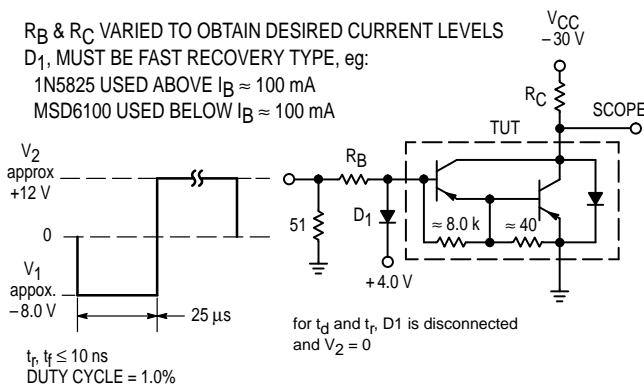 R_B & R_C VARIED TO OBTAIN DESIRED CURRENT LEVELS
D_1, MUST BE FAST RECOVERY TYPE, eg:
1N5825 USED ABOVE I_B ≈ 100 mA
MSD6100 USED BELOW I_B ≈ 100 mA
V_CC
–30 V
R_C
SCOPE
TUT
V_2
approx
+12 V
0
V_1
appox.
–8.0 V
25 μs
R_B
51
D_1
+4.0 V
≈ 8.0 k
≈ 40
for t_d and t_r, D1 is disconnected
and V_2 = 0
t_r, t_f ≤ 10 ns
DUTY CYCLE = 1.0%